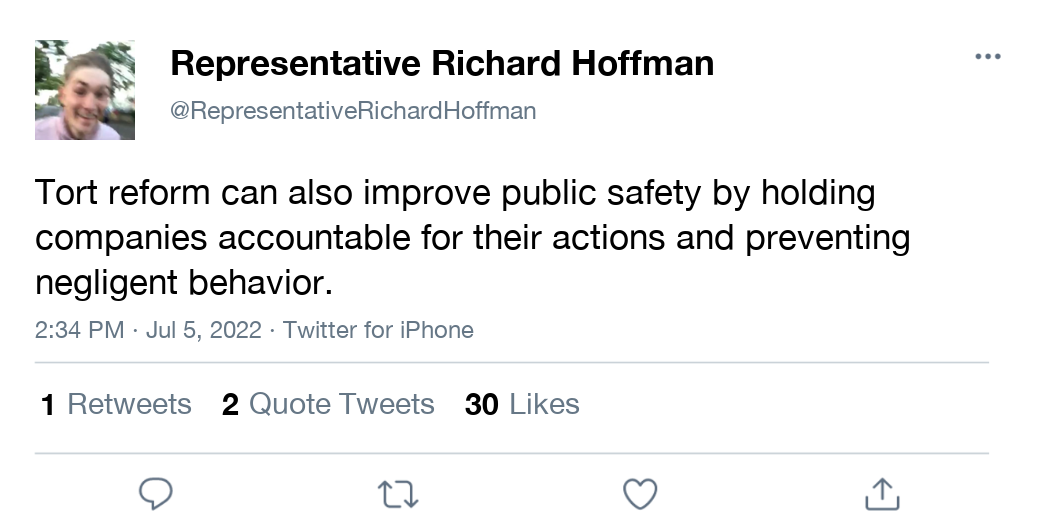 Representative Richard Hoffman
@RepresentativeRichardHoffman
Tort reform can also improve public safety by holding
companies accountable for their actions and preventing
negligent behavior.
2:34 PM · Jul 5, 2022 · Twitter for iPhone
1 Retweets 2 Quote Tweets 30 Likes